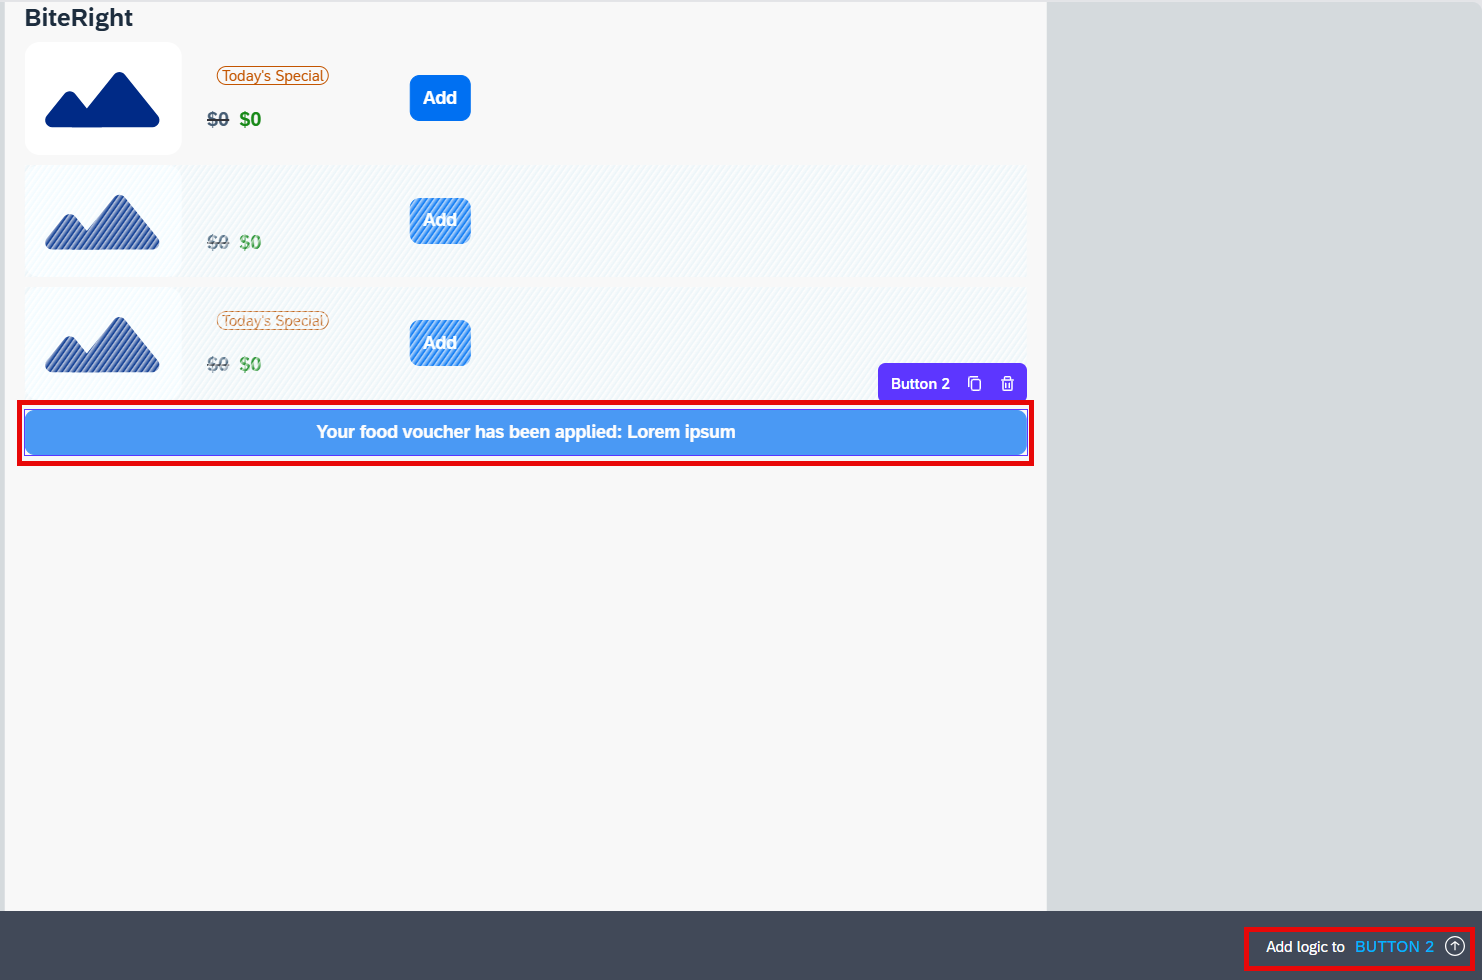 BiteRight
Today's Special
Add
$0 $0
Add
$0 $0
Today's Special
Add
$0 $0
Button 2
Your food voucher has been applied: Lorem ipsum
Add logic to BUTTON 2